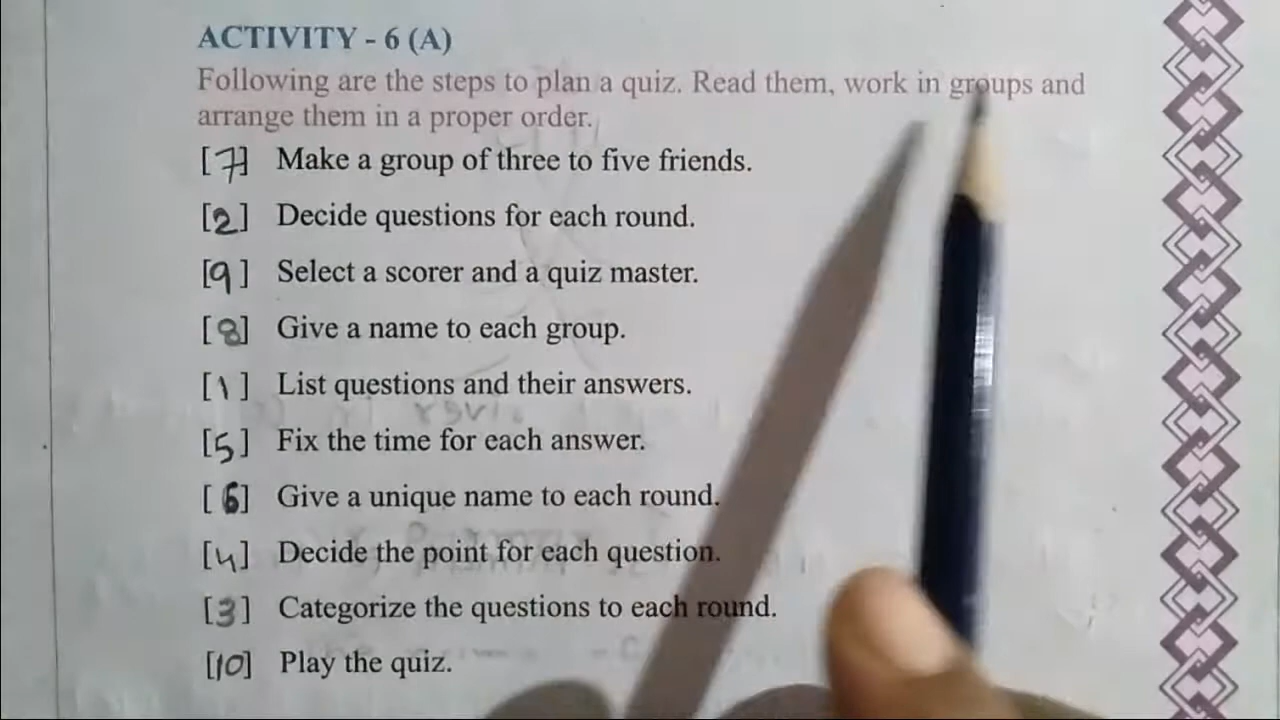 ACTIVITY - 6 (A)
Following are the steps to plan a quiz. Read them, work in groups and
arrange them in a proper order.
[7] Make a group of three to five friends.
[2] Decide questions for each round.
[9] Select a scorer and a quiz master.
[8] Give a name to each group.
[1] List questions and their answers.
[5] Fix the time for each answer.
[6] Give a unique name to each round.
[4] Decide the point for each question.
[3] Categorize the questions to each round.
[10] Play the quiz.